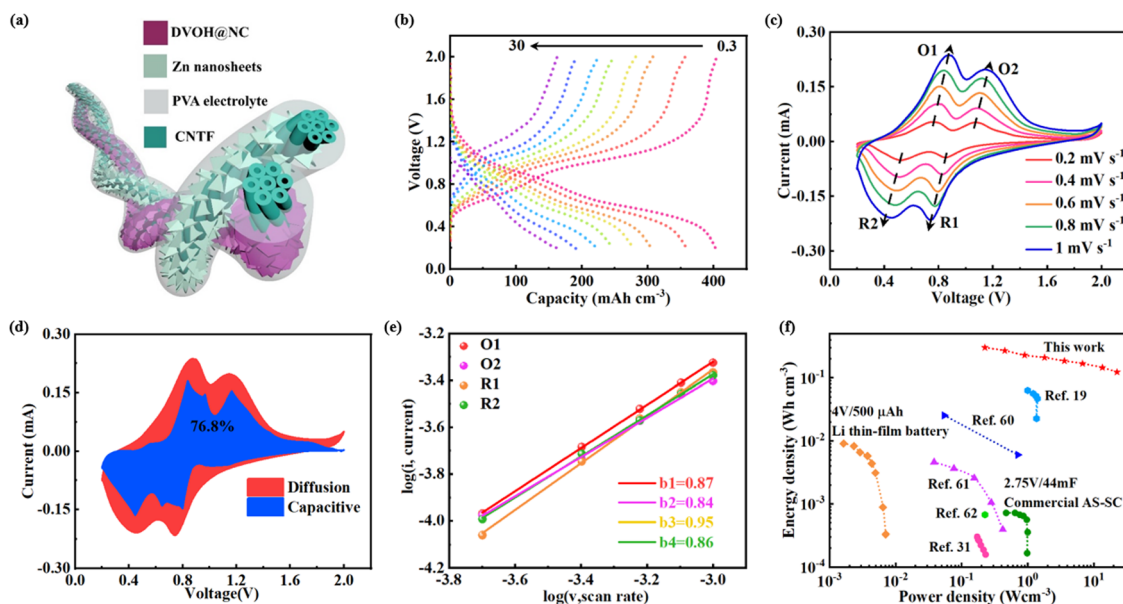 (a)
DVOH@NC
Zn nanosheets
PVA electrolyte
CNTF
(b)
30
0.3
2.0
1.6
1.2
0.8
0.4
0.0
Voltage (V)
0 100 200 300 400
Capacity (mAh cm⁻³)
(c)
O1
O2
R2
R1
0.30
0.15
0.00
-0.15
-0.30
Current (mA)
0.2 mV s⁻¹
0.4 mV s⁻¹
0.6 mV s⁻¹
0.8 mV s⁻¹
1 mV s⁻¹
0.0 0.4 0.8 1.2 1.6 2.0
Voltage (V)
(d)
0.30
0.15
0.00
-0.15
-0.30
Current (mA)
76.8%
Diffusion
Capacitive
0.0 0.4 0.8 1.2 1.6 2.0
Voltage(V)
(e)
-3.2
-3.4
-3.6
-3.8
-4.0
-4.2
log(i, current)
O1
O2
R1
R2
b1=0.87
b2=0.84
b3=0.95
b4=0.86
-3.8 -3.6 -3.4 -3.2 -3.0
log(v,scan rate)
(f)
10⁻¹
10⁻²
10⁻³
10⁻⁴
Energy density (Wh cm⁻³)
This work
Ref. 19
4V/500 μAh
Li thin-film battery
Ref. 60
Ref. 61
2.75V/44mF
Commercial AS-SC
Ref. 62
Ref. 31
10⁻³ 10⁻² 10⁻¹ 10⁰ 10¹
Power density (Wcm⁻³)